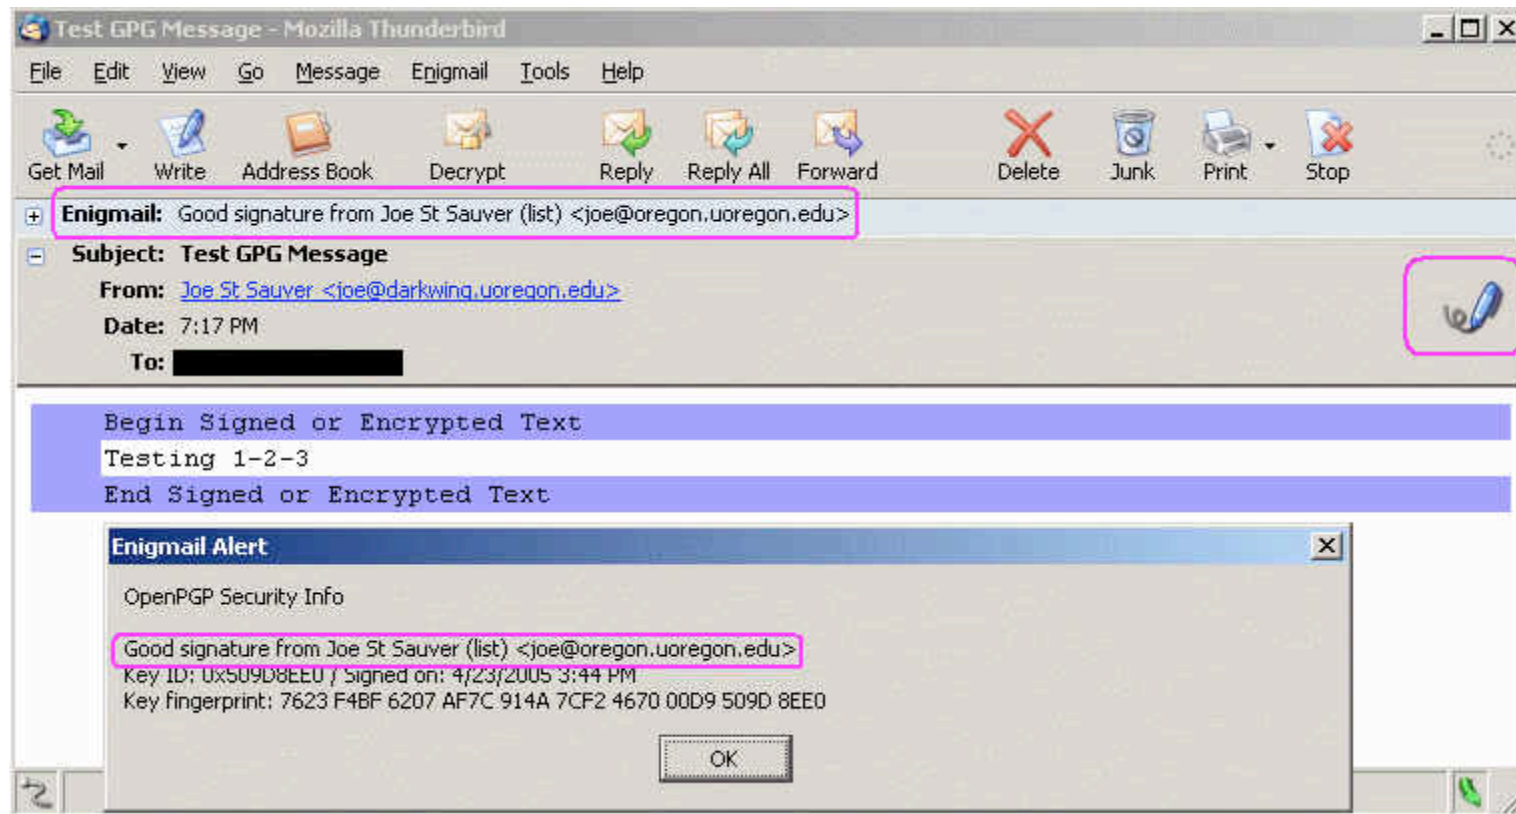 Test GPG Message - Mozilla Thunderbird
File Edit View Go Message Enigmail Tools Help
Get Mail Write Address Book Decrypt Reply Reply All Forward Delete Junk Print Stop
Enigmail: Good signature from Joe St Sauver (list) <joe@oregon.uoregon.edu>
Subject: Test GPG Message
From: Joe St Sauver <joe@darkwing.uoregon.edu>
Date: 7:17 PM
To:
Begin Signed or Encrypted Text
Testing 1-2-3
End Signed or Encrypted Text
Enigmail Alert
OpenPGP Security Info
Good signature from Joe St Sauver (list) <joe@oregon.uoregon.edu>
Key ID: 0x509D8EE0 / Signed on: 4/23/2005 3:44 PM
Key fingerprint: 7623 F4BF 6207 AF7C 914A 7CF2 4670 00D9 509D 8EE0
OK